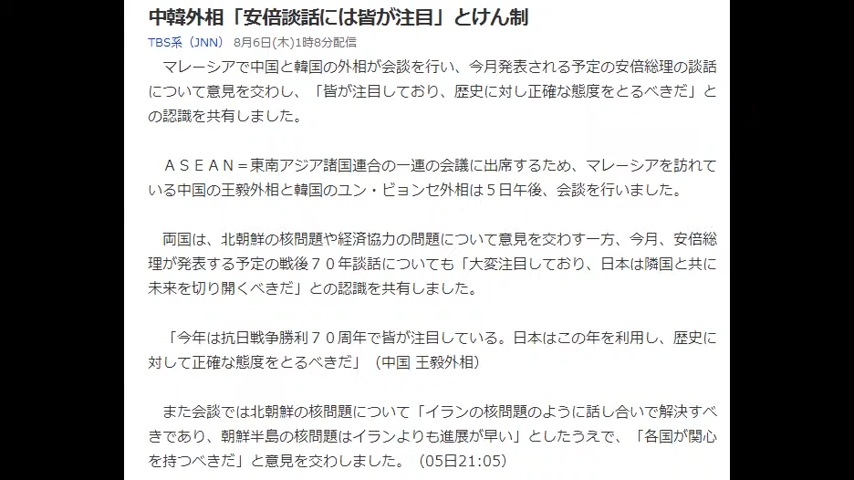 中韓外相「安倍談話には皆が注目」とけん制
TBS系（JNN） 8月6日(木)1時8分配信
マレーシアで中国と韓国の外相が会談を行い、今月発表される予定の安倍総理の談話
について意見を交わし、「皆が注目しており、歴史に対し正確な態度をとるべきだ」と
の認識を共有しました。
ＡＳＥＡＮ＝東南アジア諸国連合の一連の会議に出席するため、マレーシアを訪れて
いる中国の王毅外相と韓国のユン・ビョンセ外相は５日午後、会談を行いました。
両国は、北朝鮮の核問題や経済協力の問題について意見を交わす一方、今月、安倍総
理が発表する予定の戦後７０年談話についても「大変注目しており、日本は隣国と共に
未来を切り開くべきだ」との認識を共有しました。
「今年は抗日戦争勝利７０周年で皆が注目している。日本はこの年を利用し、歴史に
対して正確な態度をとるべきだ」（中国 王毅外相）
また会談では北朝鮮の核問題について「イランの核問題のように話し合いで解決すべ
きであり、朝鮮半島の核問題はイランよりも進展が早い」としたうえで、「各国が関心
を持つべきだ」と意見を交わしました。（05日21:05）